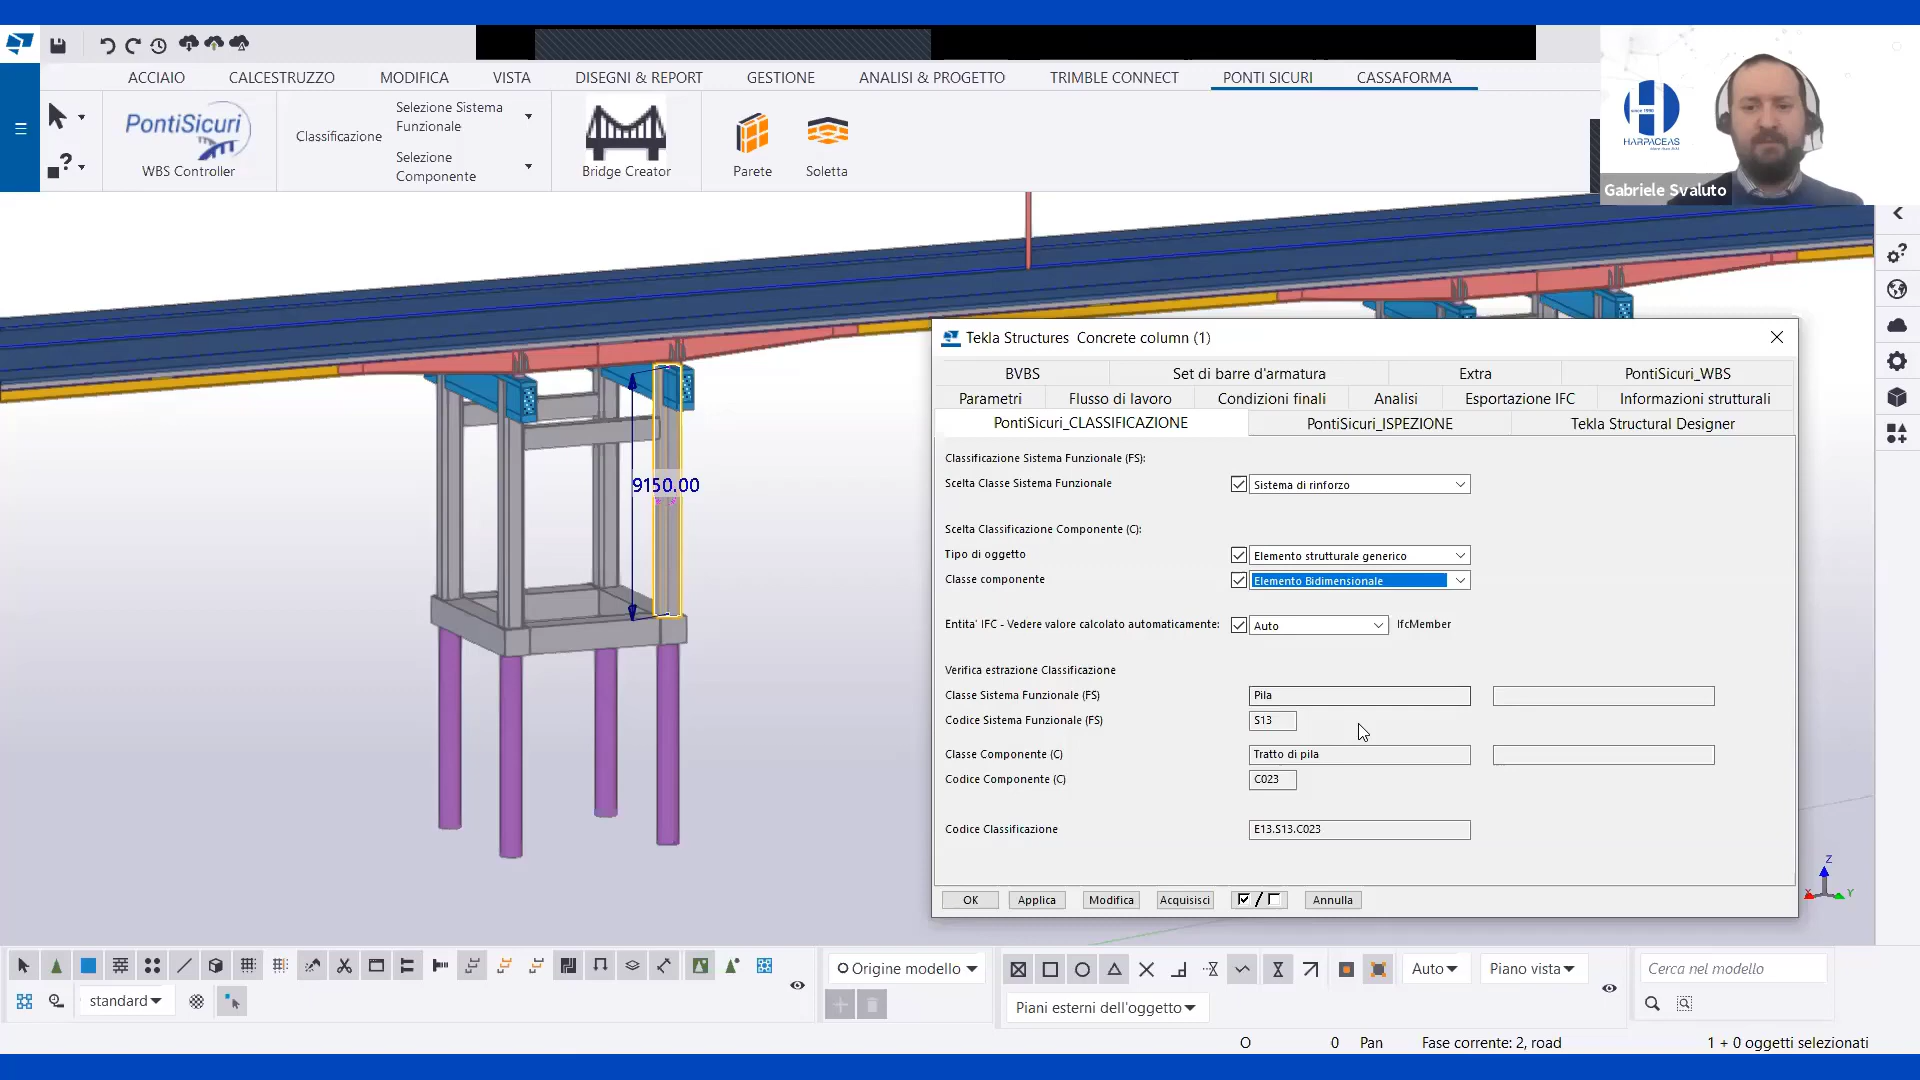 ACCIAIO CALCESTRUZZO MODIFICA VISTA DISEGNI & REPORT GESTIONE ANALISI & PROGETTO TRIMBLE CONNECT PONTI SICURI CASSAFORMA
PontiSicuri
WBS Controller
Classificazione
Selezione Sistema
Funzionale
Selezione
Componente
Bridge Creator
Parete
Soletta
HARPACEAS
Gabriele Svaluto
9150.00
Tekla Structures Concrete column (1)
BVBS Set di barre d'armatura Extra PontiSicuri_WBS
Parametri Flusso di lavoro Condizioni finali Analisi Esportazione IFC Informazioni strutturali
PontiSicuri_CLASSIFICAZIONE PontiSicuri_ISPEZIONE Tekla Structural Designer
Classificazione Sistema Funzionale (FS):
Scelta Classe Sistema Funzionale Sistema di rinforzo
Scelta Classificazione Componente (C):
Tipo di oggetto Elemento strutturale generico
Classe componente Elemento Bidimensionale
Entita' IFC - Vedere valore calcolato automaticamente: Auto IfcMember
Verifica estrazione Classificazione
Classe Sistema Funzionale (FS) Pila
Codice Sistema Funzionale (FS) S13
Classe Componente (C) Tratto di pila
Codice Componente (C) C023
Codice Classificazione E13.S13.C023
OK Applica Modifica Acquisisci / Annulla
Z
X
Y
Origine modello
Auto
Piano vista
Cerca nel modello
standard
Piani esterni dell'oggetto
O 0 Pan Fase corrente: 2, road 1 + 0 oggetti selezionati